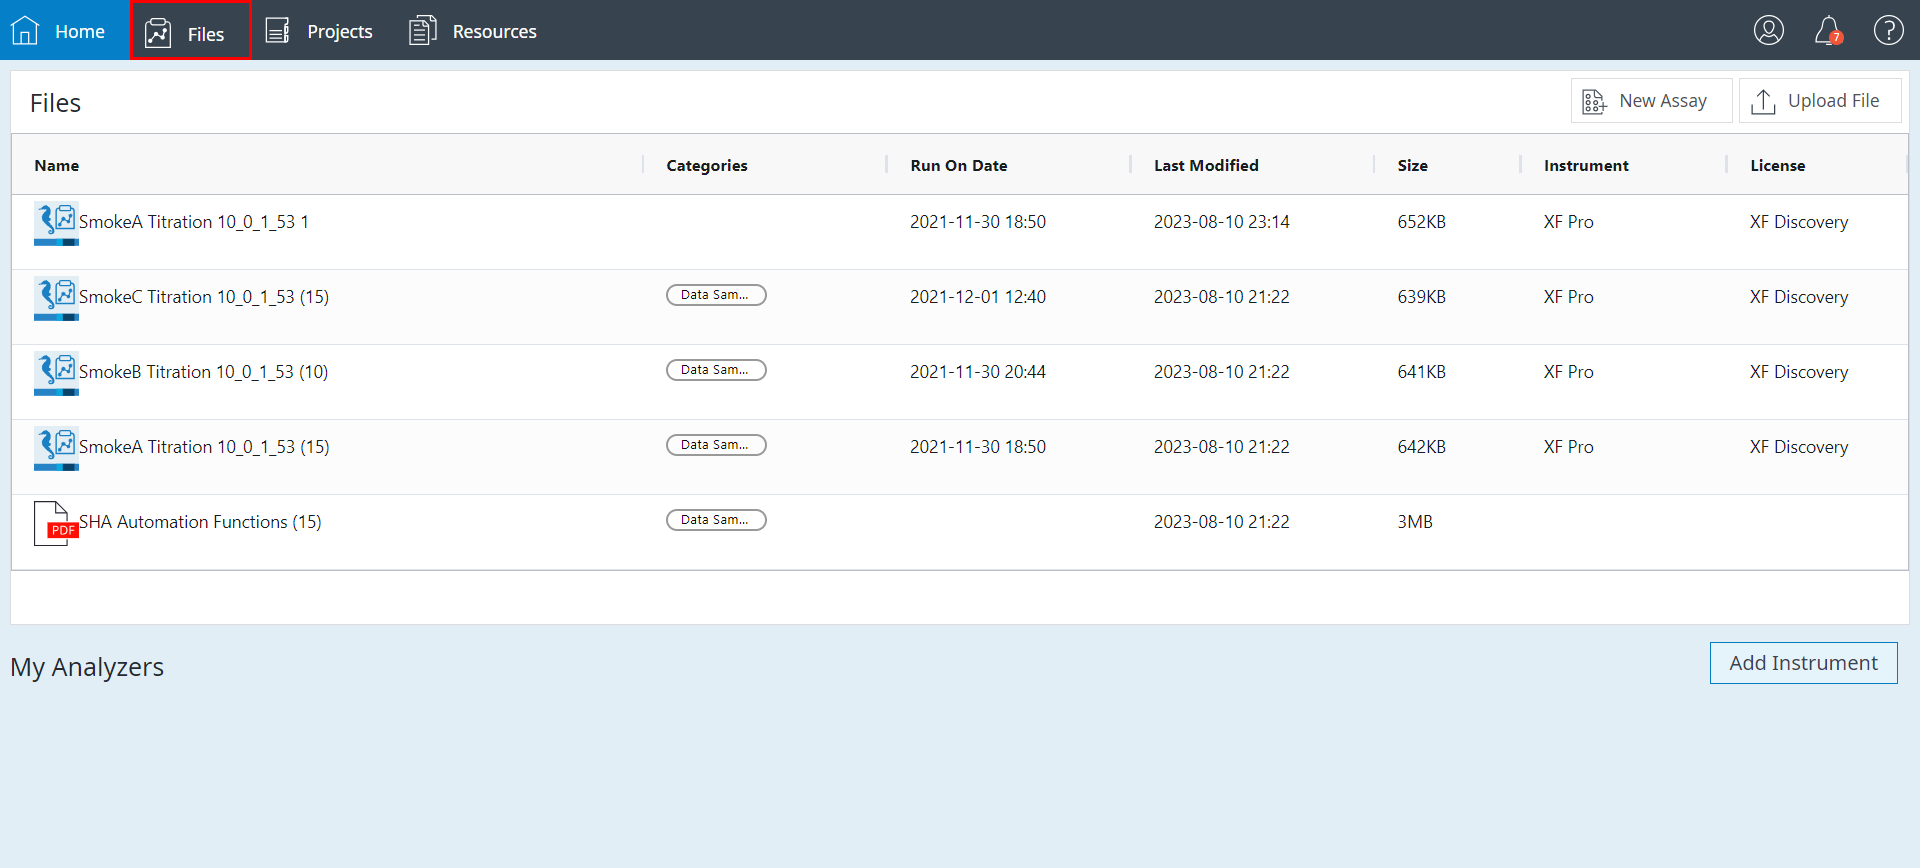 Home Files Projects Resources 7 ?
Files New Assay Upload File
Name Categories Run On Date Last Modified Size Instrument License
SmokeA Titration 10_0_1_53 1 2021-11-30 18:50 2023-08-10 23:14 652KB XF Pro XF Discovery
SmokeC Titration 10_0_1_53 (15) Data Sam... 2021-12-01 12:40 2023-08-10 21:22 639KB XF Pro XF Discovery
SmokeB Titration 10_0_1_53 (10) Data Sam... 2021-11-30 20:44 2023-08-10 21:22 641KB XF Pro XF Discovery
SmokeA Titration 10_0_1_53 (15) Data Sam... 2021-11-30 18:50 2023-08-10 21:22 642KB XF Pro XF Discovery
PDF SHA Automation Functions (15) Data Sam... 2023-08-10 21:22 3MB
My Analyzers Add Instrument